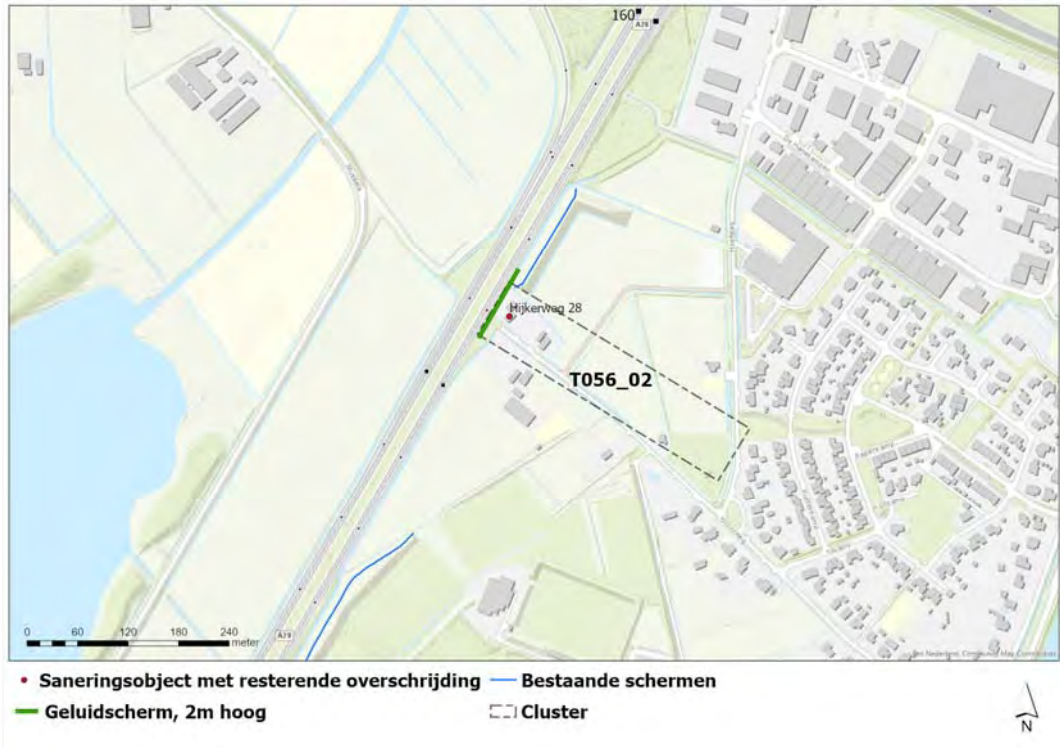 160
A28
Hijkerweg 28
T056_02
A28
0 60 120 180 240 meter
• Saneringsobject met resterende overschrijding
Bestaande schermen
Geluidscherm, 2m hoog
Cluster
N